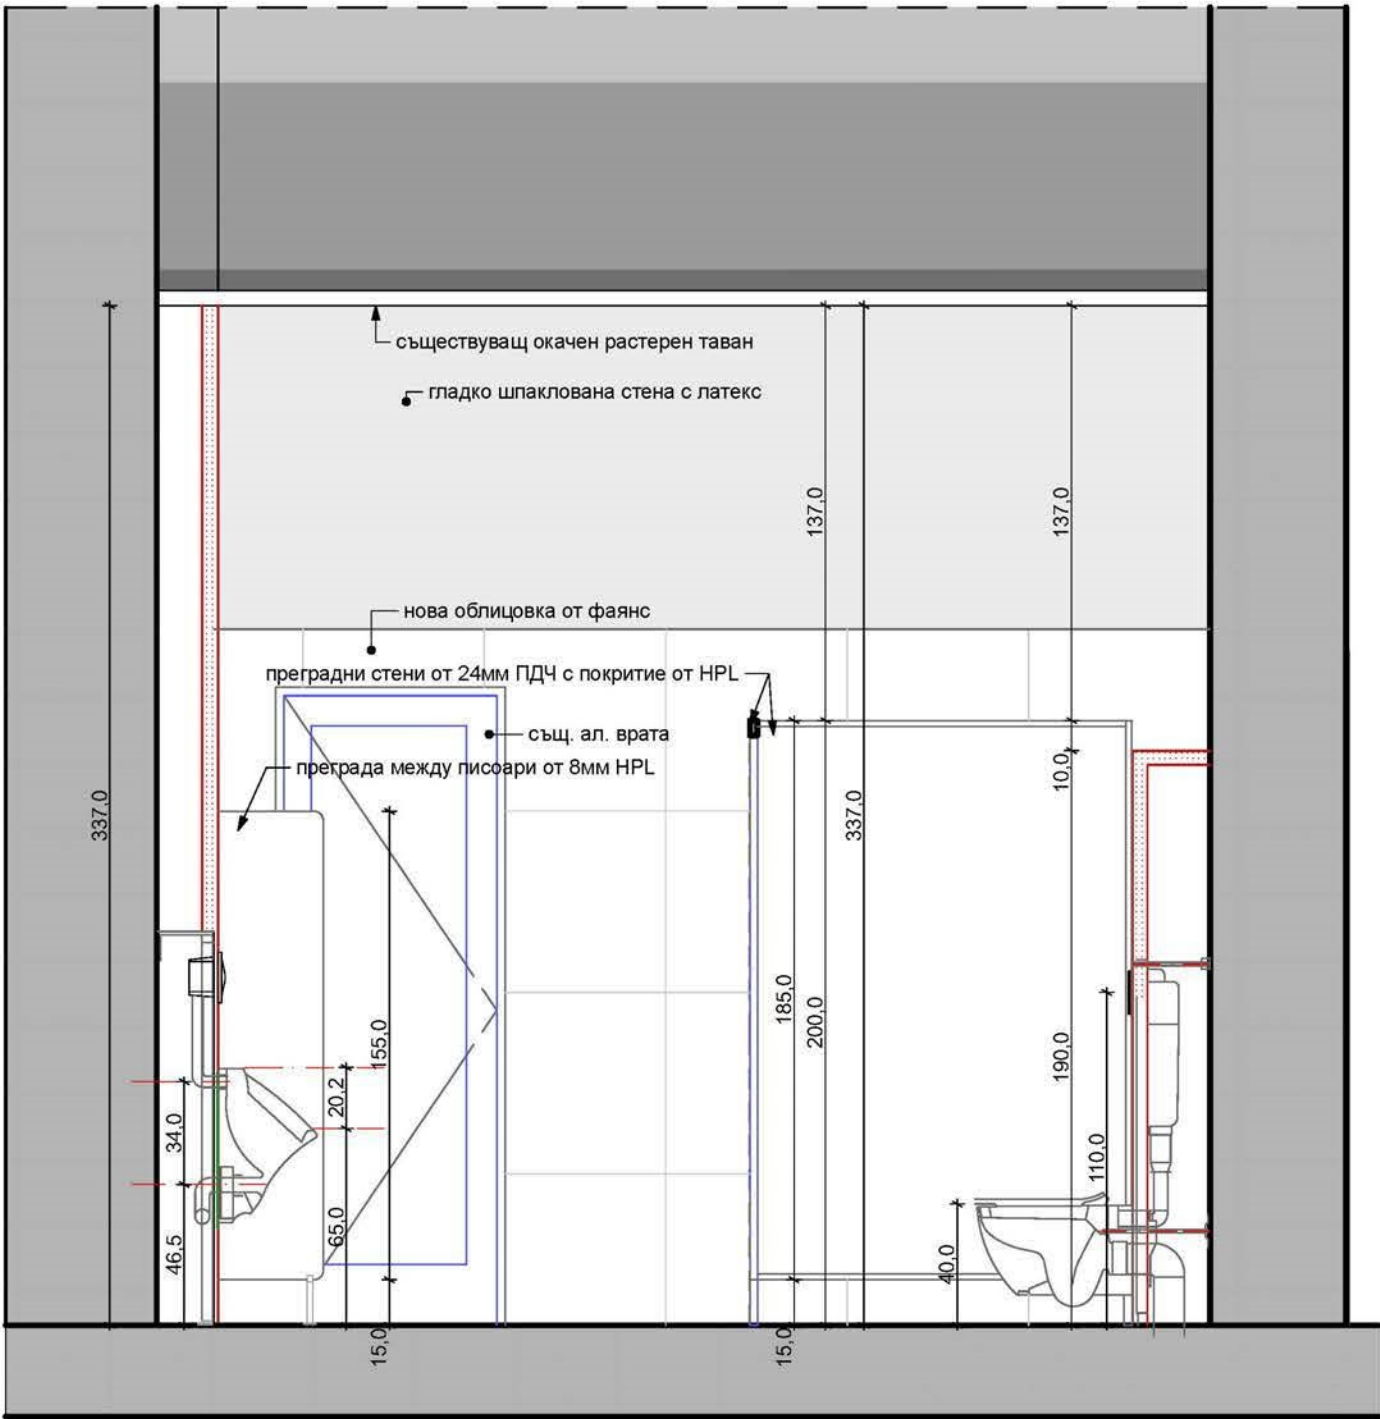 съществуващ окачен растерен таван
гладко шпаклована стена с латекс
137,0
137,0
нова облицовка от фаянс
преградни стени от 24мм ПДЧ с покритие от HPL
същ. ал. врата
преграда между писоари от 8мм HPL
10,0
337,0
337,0
185,0
200,0
155,0
190,0
20,2
34,0
110,0
65,0
46,5
40,0
15,0
15,0